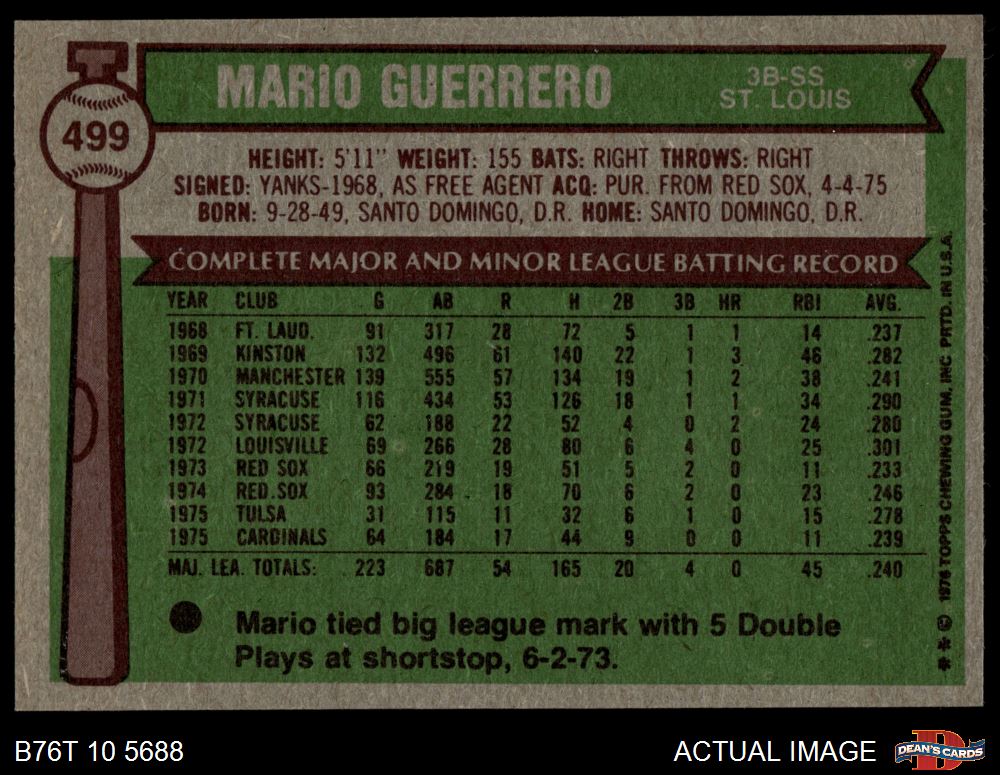 499
MARIO GUERRERO
3B-SS
ST. LOUIS
HEIGHT: 5'11" WEIGHT: 155 BATS: RIGHT THROWS: RIGHT
SIGNED: YANKS-1968, AS FREE AGENT ACQ: PUR. FROM RED SOX, 4-4-75
BORN: 9-28-49, SANTO DOMINGO, D.R. HOME: SANTO DOMINGO, D.R.
COMPLETE MAJOR AND MINOR LEAGUE BATTING RECORD
YEAR CLUB G AB R H 2B 3B HR RBI AVG.
1968 FT. LAUD. 91 317 28 72 5 1 1 14 .237
1969 KINSTON 132 496 61 140 22 1 3 46 .282
1970 MANCHESTER 139 555 57 134 19 1 2 38 .241
1971 SYRACUSE 116 434 53 126 18 1 1 34 .290
1972 SYRACUSE 62 188 22 52 4 0 2 24 .280
1972 LOUISVILLE 69 266 28 80 6 4 0 25 .301
1973 RED SOX 66 219 19 51 5 2 0 11 .233
1974 RED SOX 93 284 18 70 6 2 0 23 .246
1975 TULSA 31 115 11 32 6 1 0 15 .278
1975 CARDINALS 64 184 17 44 9 0 0 11 .239
MAJ. LEA. TOTALS: 223 687 54 165 20 4 0 45 .240
Mario tied big league mark with 5 Double
Plays at shortstop, 6-2-73.
** © 1976 TOPPS CHEWING GUM, INC PRTD. IN U.S.A.
B76T 10 5688
ACTUAL IMAGE
D
DEAN'S CARDS